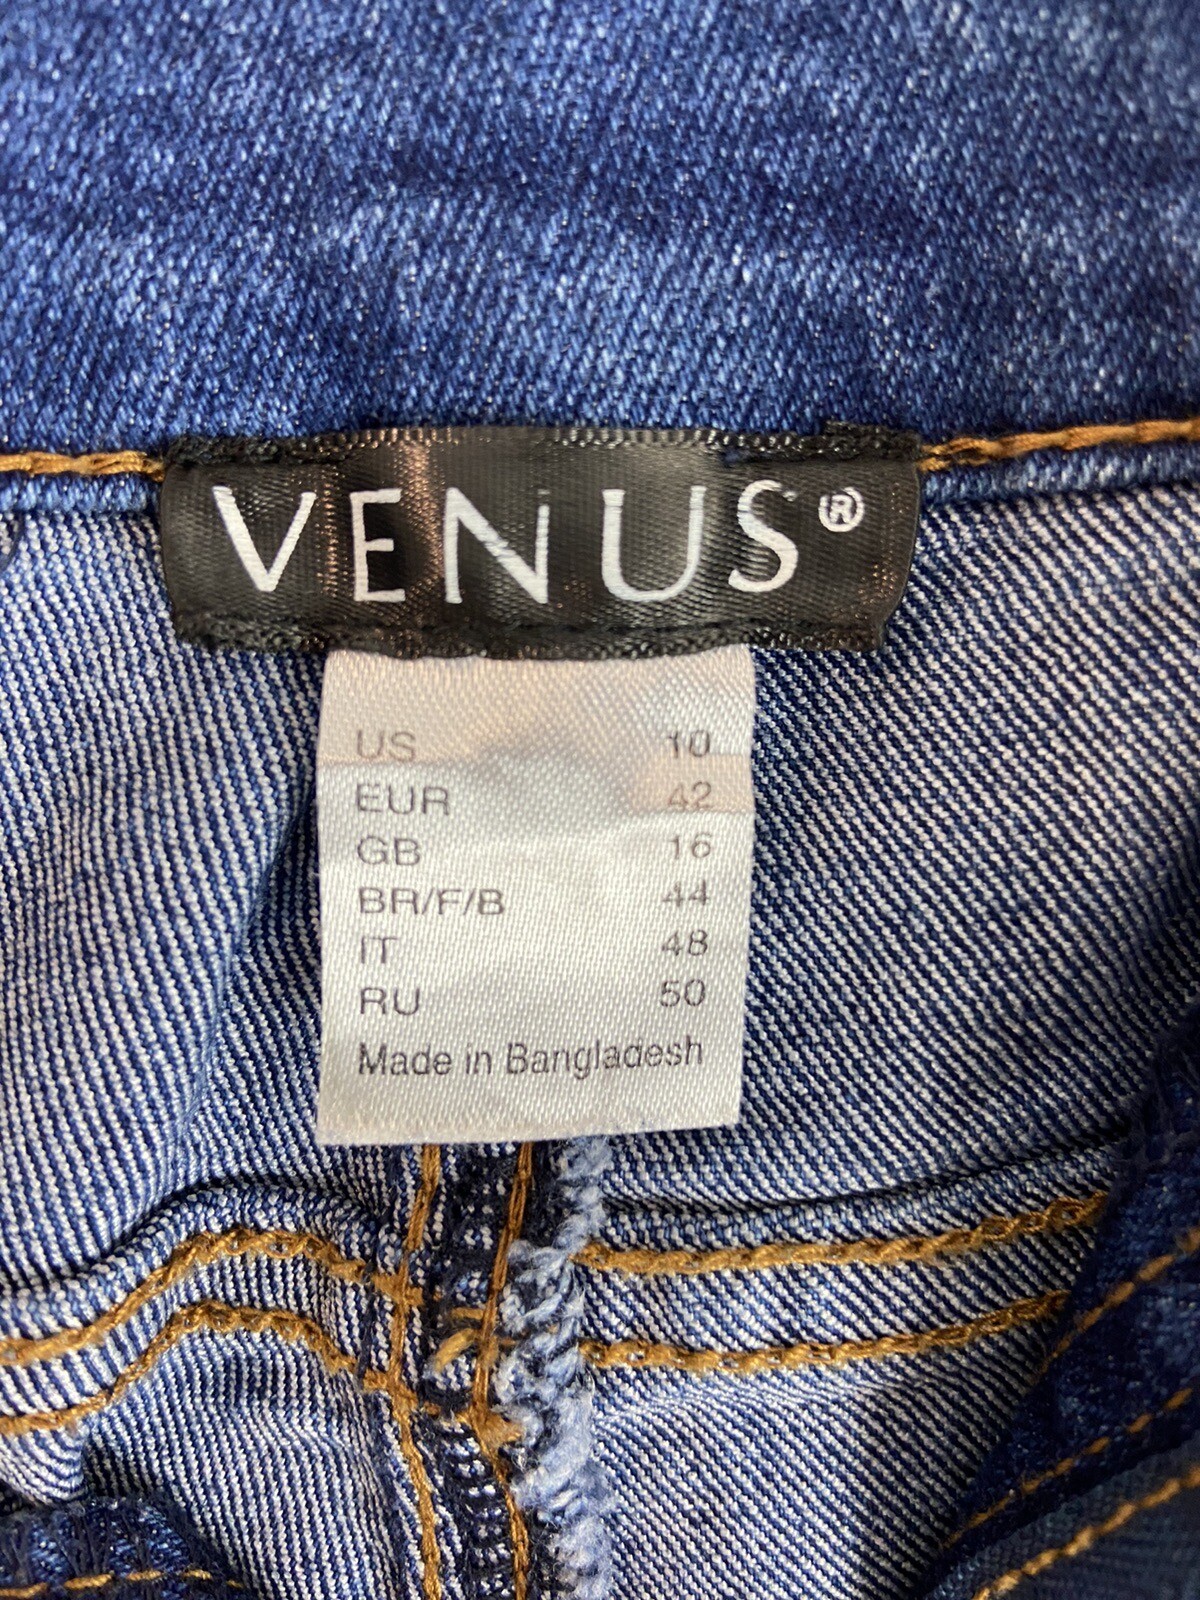 VENUS®
US 10
EUR 42
GB 16
BR/F/B 44
IT 48
RU 50
Made in Bangladesh